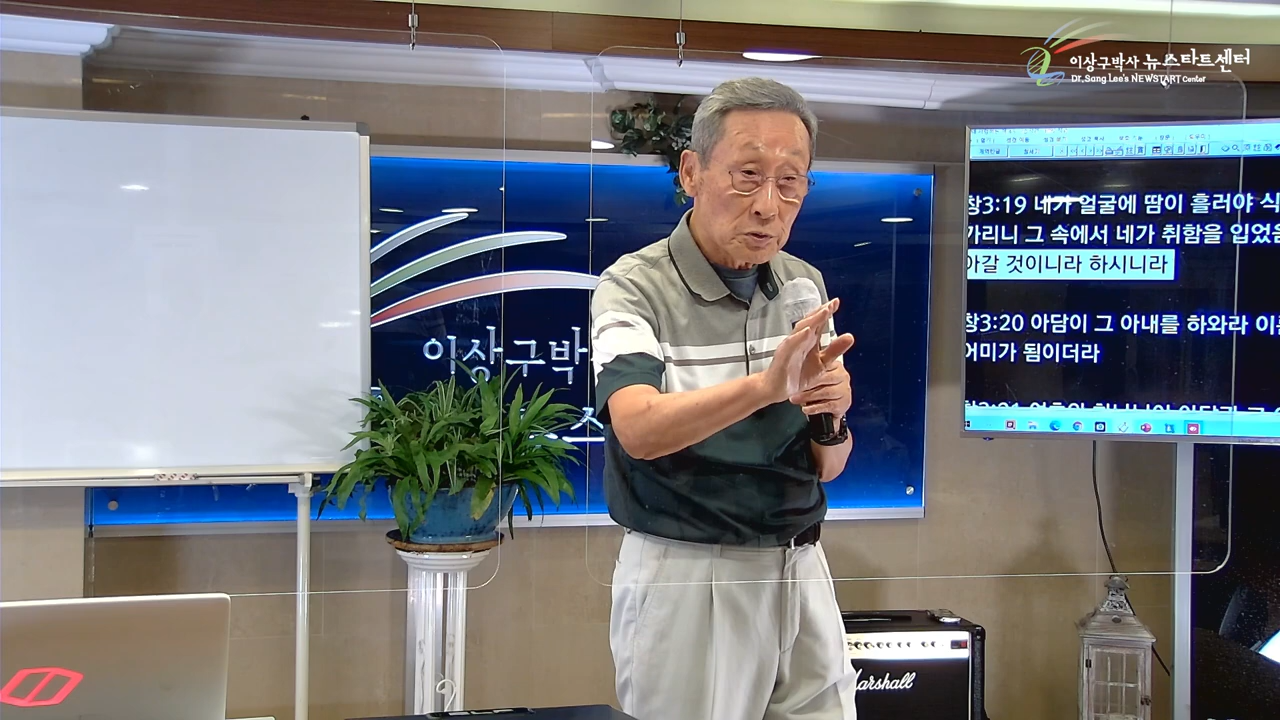 이상구박사 뉴스타트센터
Dr.Sang Lee's NEWSTART Center
창3:19 네가 얼굴에 땀이 흘러야 식
가리니 그 속에서 네가 취함을 입었음
아갈 것이니라 하시니라
창3:20 아담이 그 아내를 하와라 이름
어미가 됨이더라
이상구박
Marshall